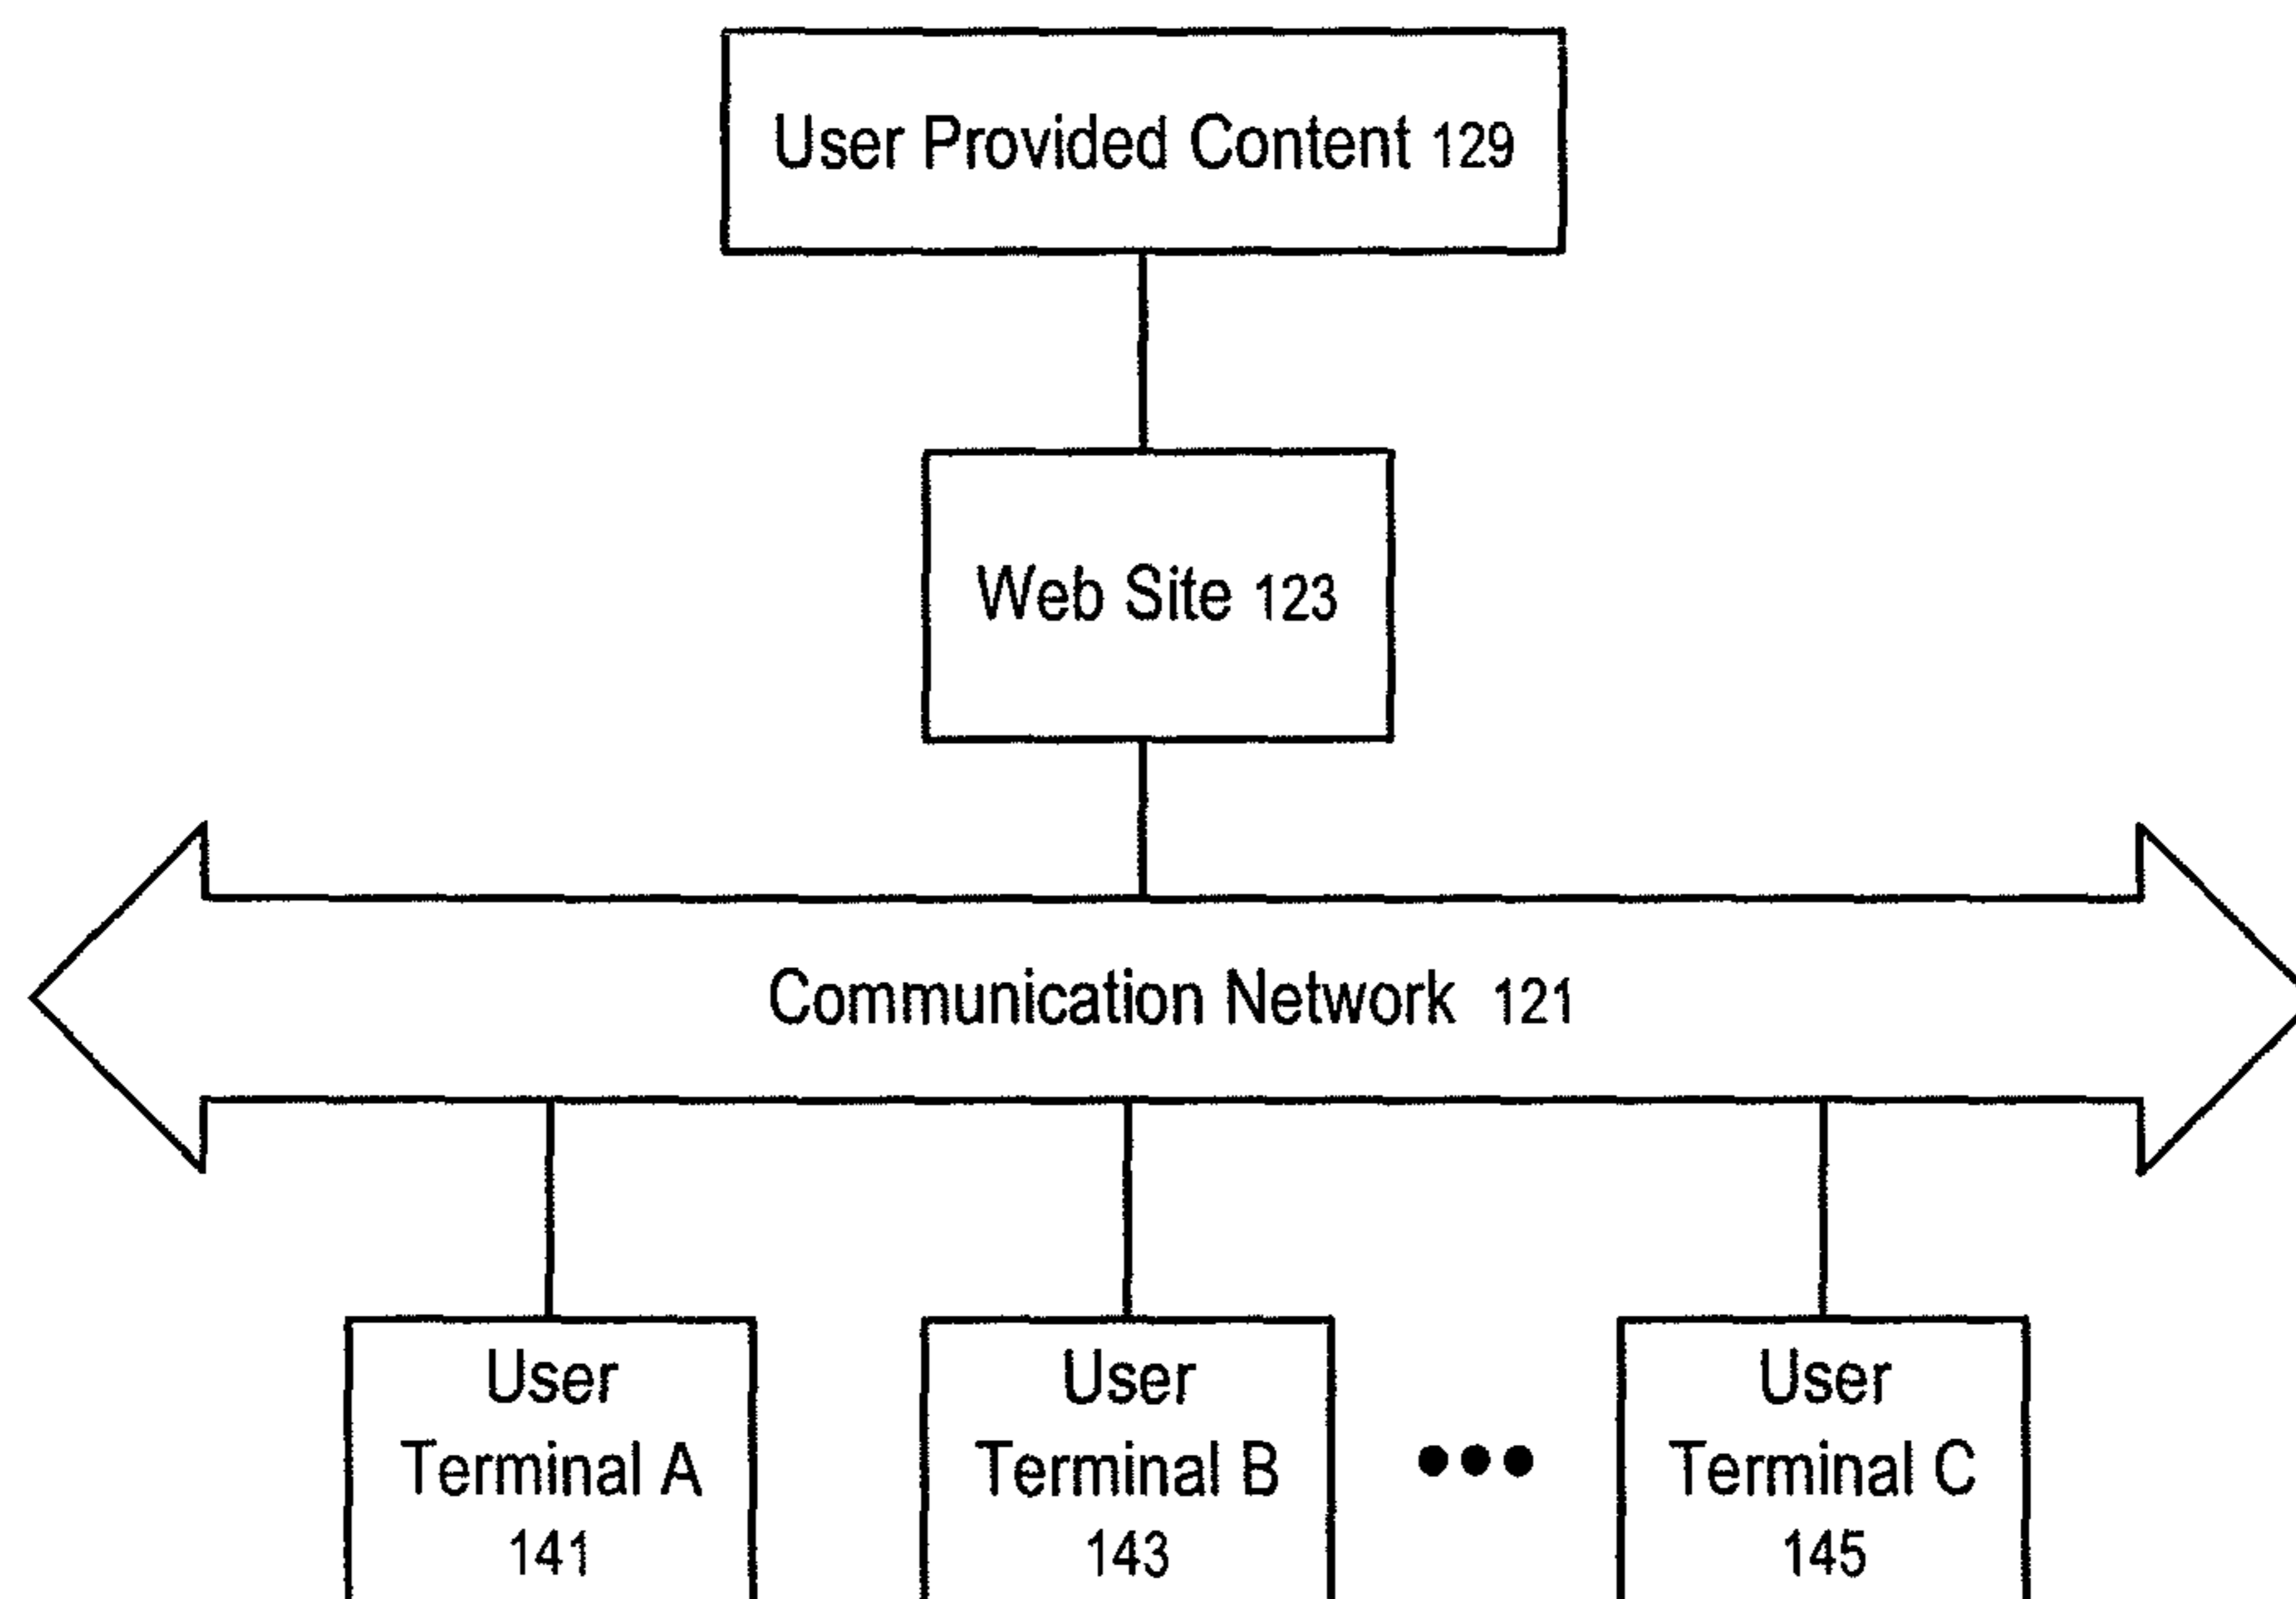 User Provided Content 129
Web Site 123
Communication Network 121
User
Terminal A
141
User
Terminal B
143
User
Terminal C
145